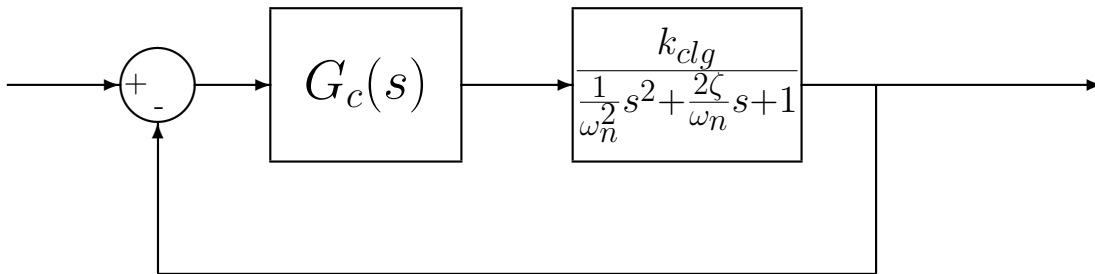 +
-
G_c(s)
k_{clg}
\frac{1}{\omega_n^2}s^2+\frac{2\zeta}{\omega_n}s+1